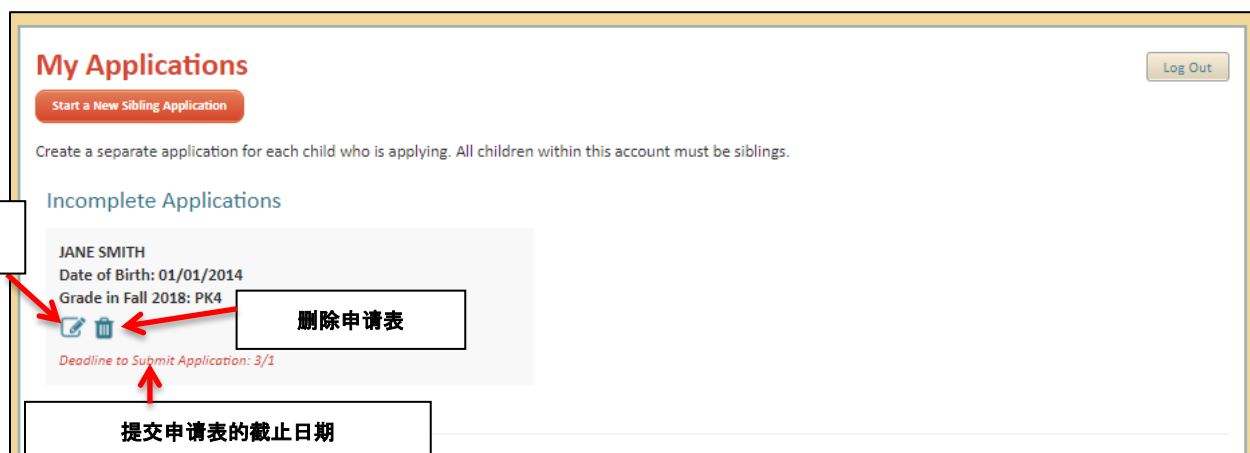 My Applications
Log Out
Start a New Sibling Application
Create a separate application for each child who is applying. All children within this account must be siblings.
Incomplete Applications
JANE SMITH
Date of Birth: 01/01/2014
Grade in Fall 2018: PK4
删除申请表
Deadline to Submit Application: 3/1
提交申请表的截止日期